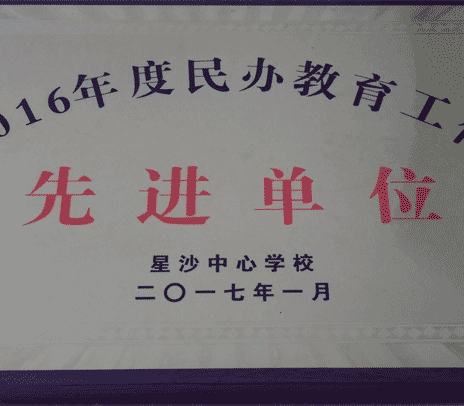 016年度民办教育工作
先进单位
星沙中心学校
二〇一七年一月